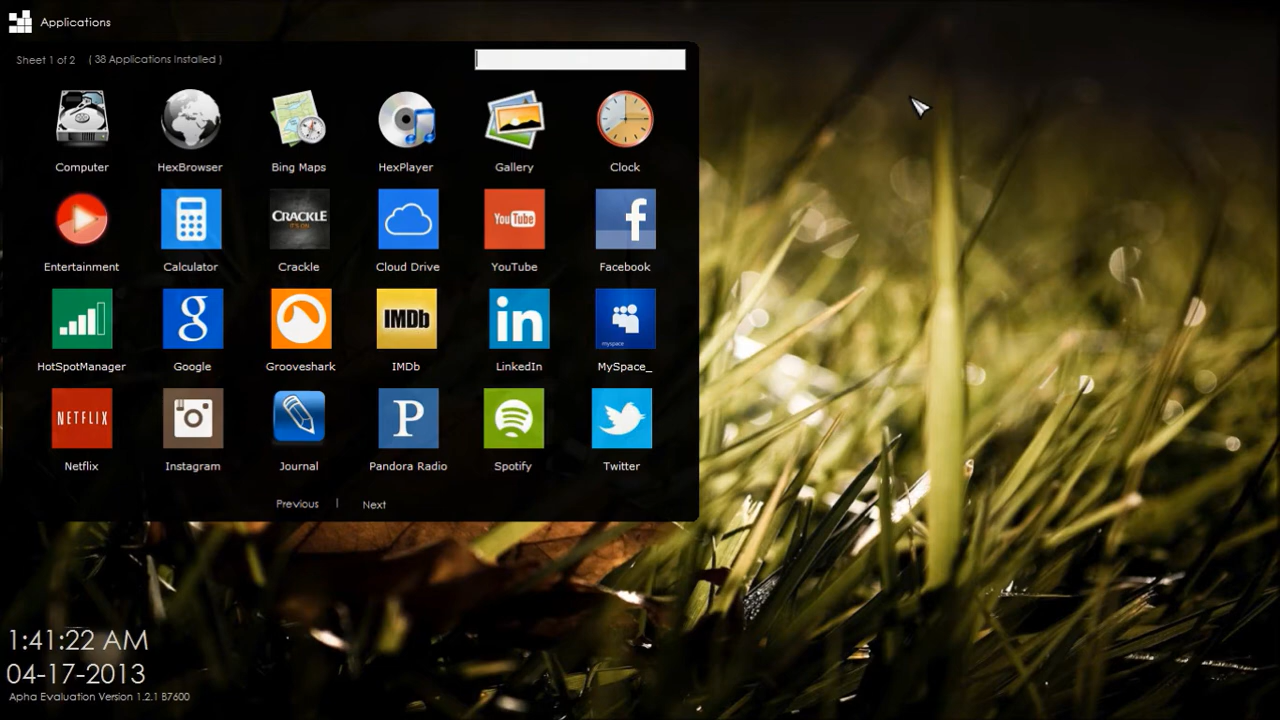 Applications
Sheet 1 of 2 ( 38 Applications Installed )
Computer HexBrowser Bing Maps HexPlayer Gallery Clock
CRACKLE
IT'S ON
You Tube
f
Entertainment Calculator Crackle Cloud Drive YouTube Facebook
g
IMDb
in
myspace
HotSpotManager Google Grooveshark IMDb LinkedIn MySpace_
NETFLIX
P
Netflix Instagram Journal Pandora Radio Spotify Twitter
Previous | Next
1:41:22 AM
04-17-2013
Apha Evaluation Version 1.2.1 B7600